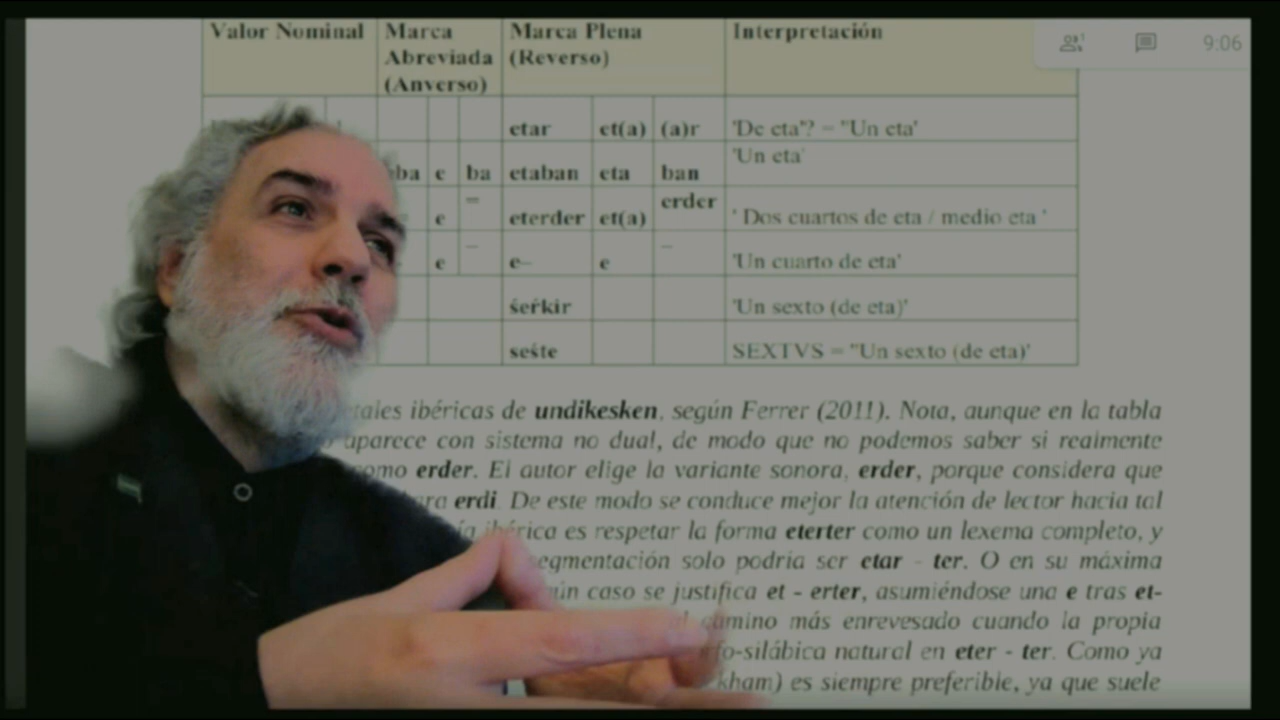 Valor Nominal Marca Marca Plena Interpretación
Abreviada (Reverso)
(Anverso)
9:06
etar et(a) (a)r 'De eta'? = "Un eta'
'Un eta'
ba e ba etaban eta ban
e – eterder et(a) erder ' Dos cuartos de eta / medio eta '
e – e– e – 'Un cuarto de eta'
śeŕkir 'Un sexto (de eta)'
seśte SEXTVS = "Un sexto (de eta)'
ibéricas de undikesken, según Ferrer (2011). Nota, aunque en la tabla
aparece con sistema no dual, de modo que no podemos saber si realmente
como erder. El autor elige la variante sonora, erder, porque considera que
erdi. De este modo se conduce mejor la atención de lector hacia tal
ibérica es respetar la forma eterter como un lexema completo, y
segmentación solo podría ser etar - ter. O en su máxima
caso se justifica et - erter, asumiéndose una e tras et-
camino más enrevesado cuando la propia
silábica natural en eter - ter. Como ya
es siempre preferible, ya que suele